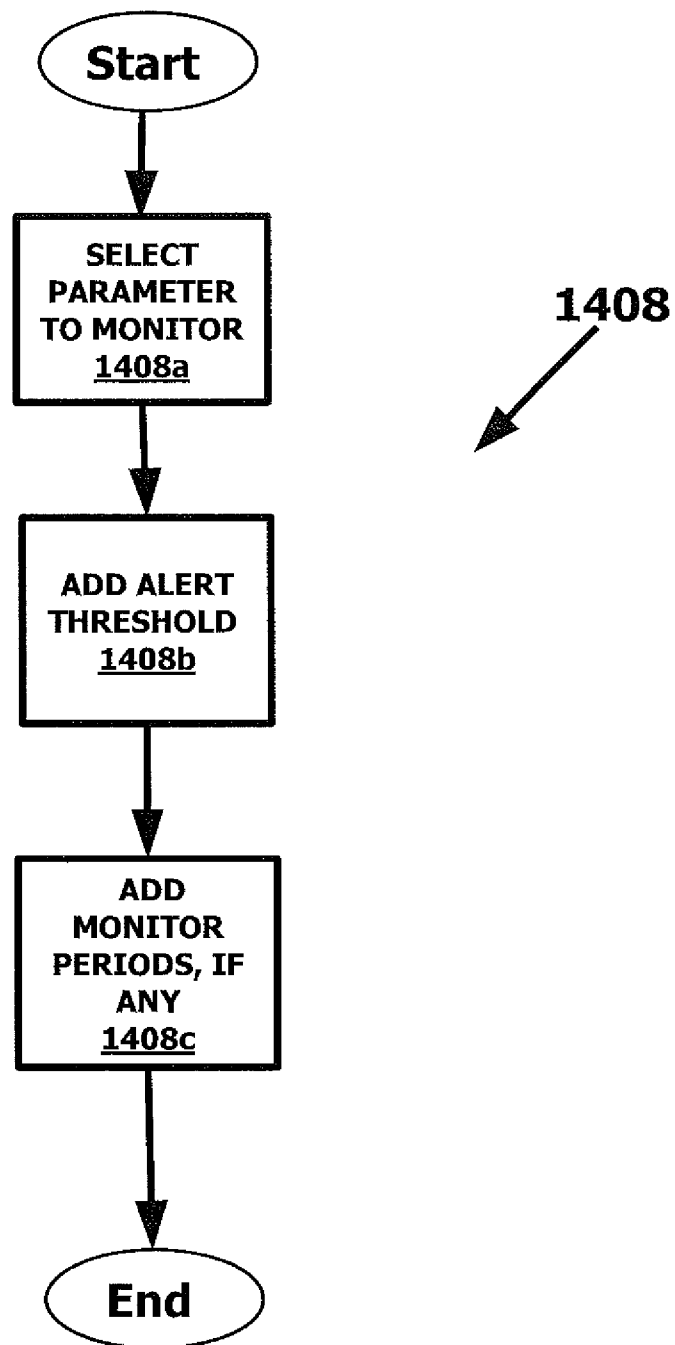 Start
SELECT
PARAMETER
TO MONITOR
1408a
1408
ADD ALERT
THRESHOLD
1408b
ADD
MONITOR
PERIODS, IF
ANY
1408c
End